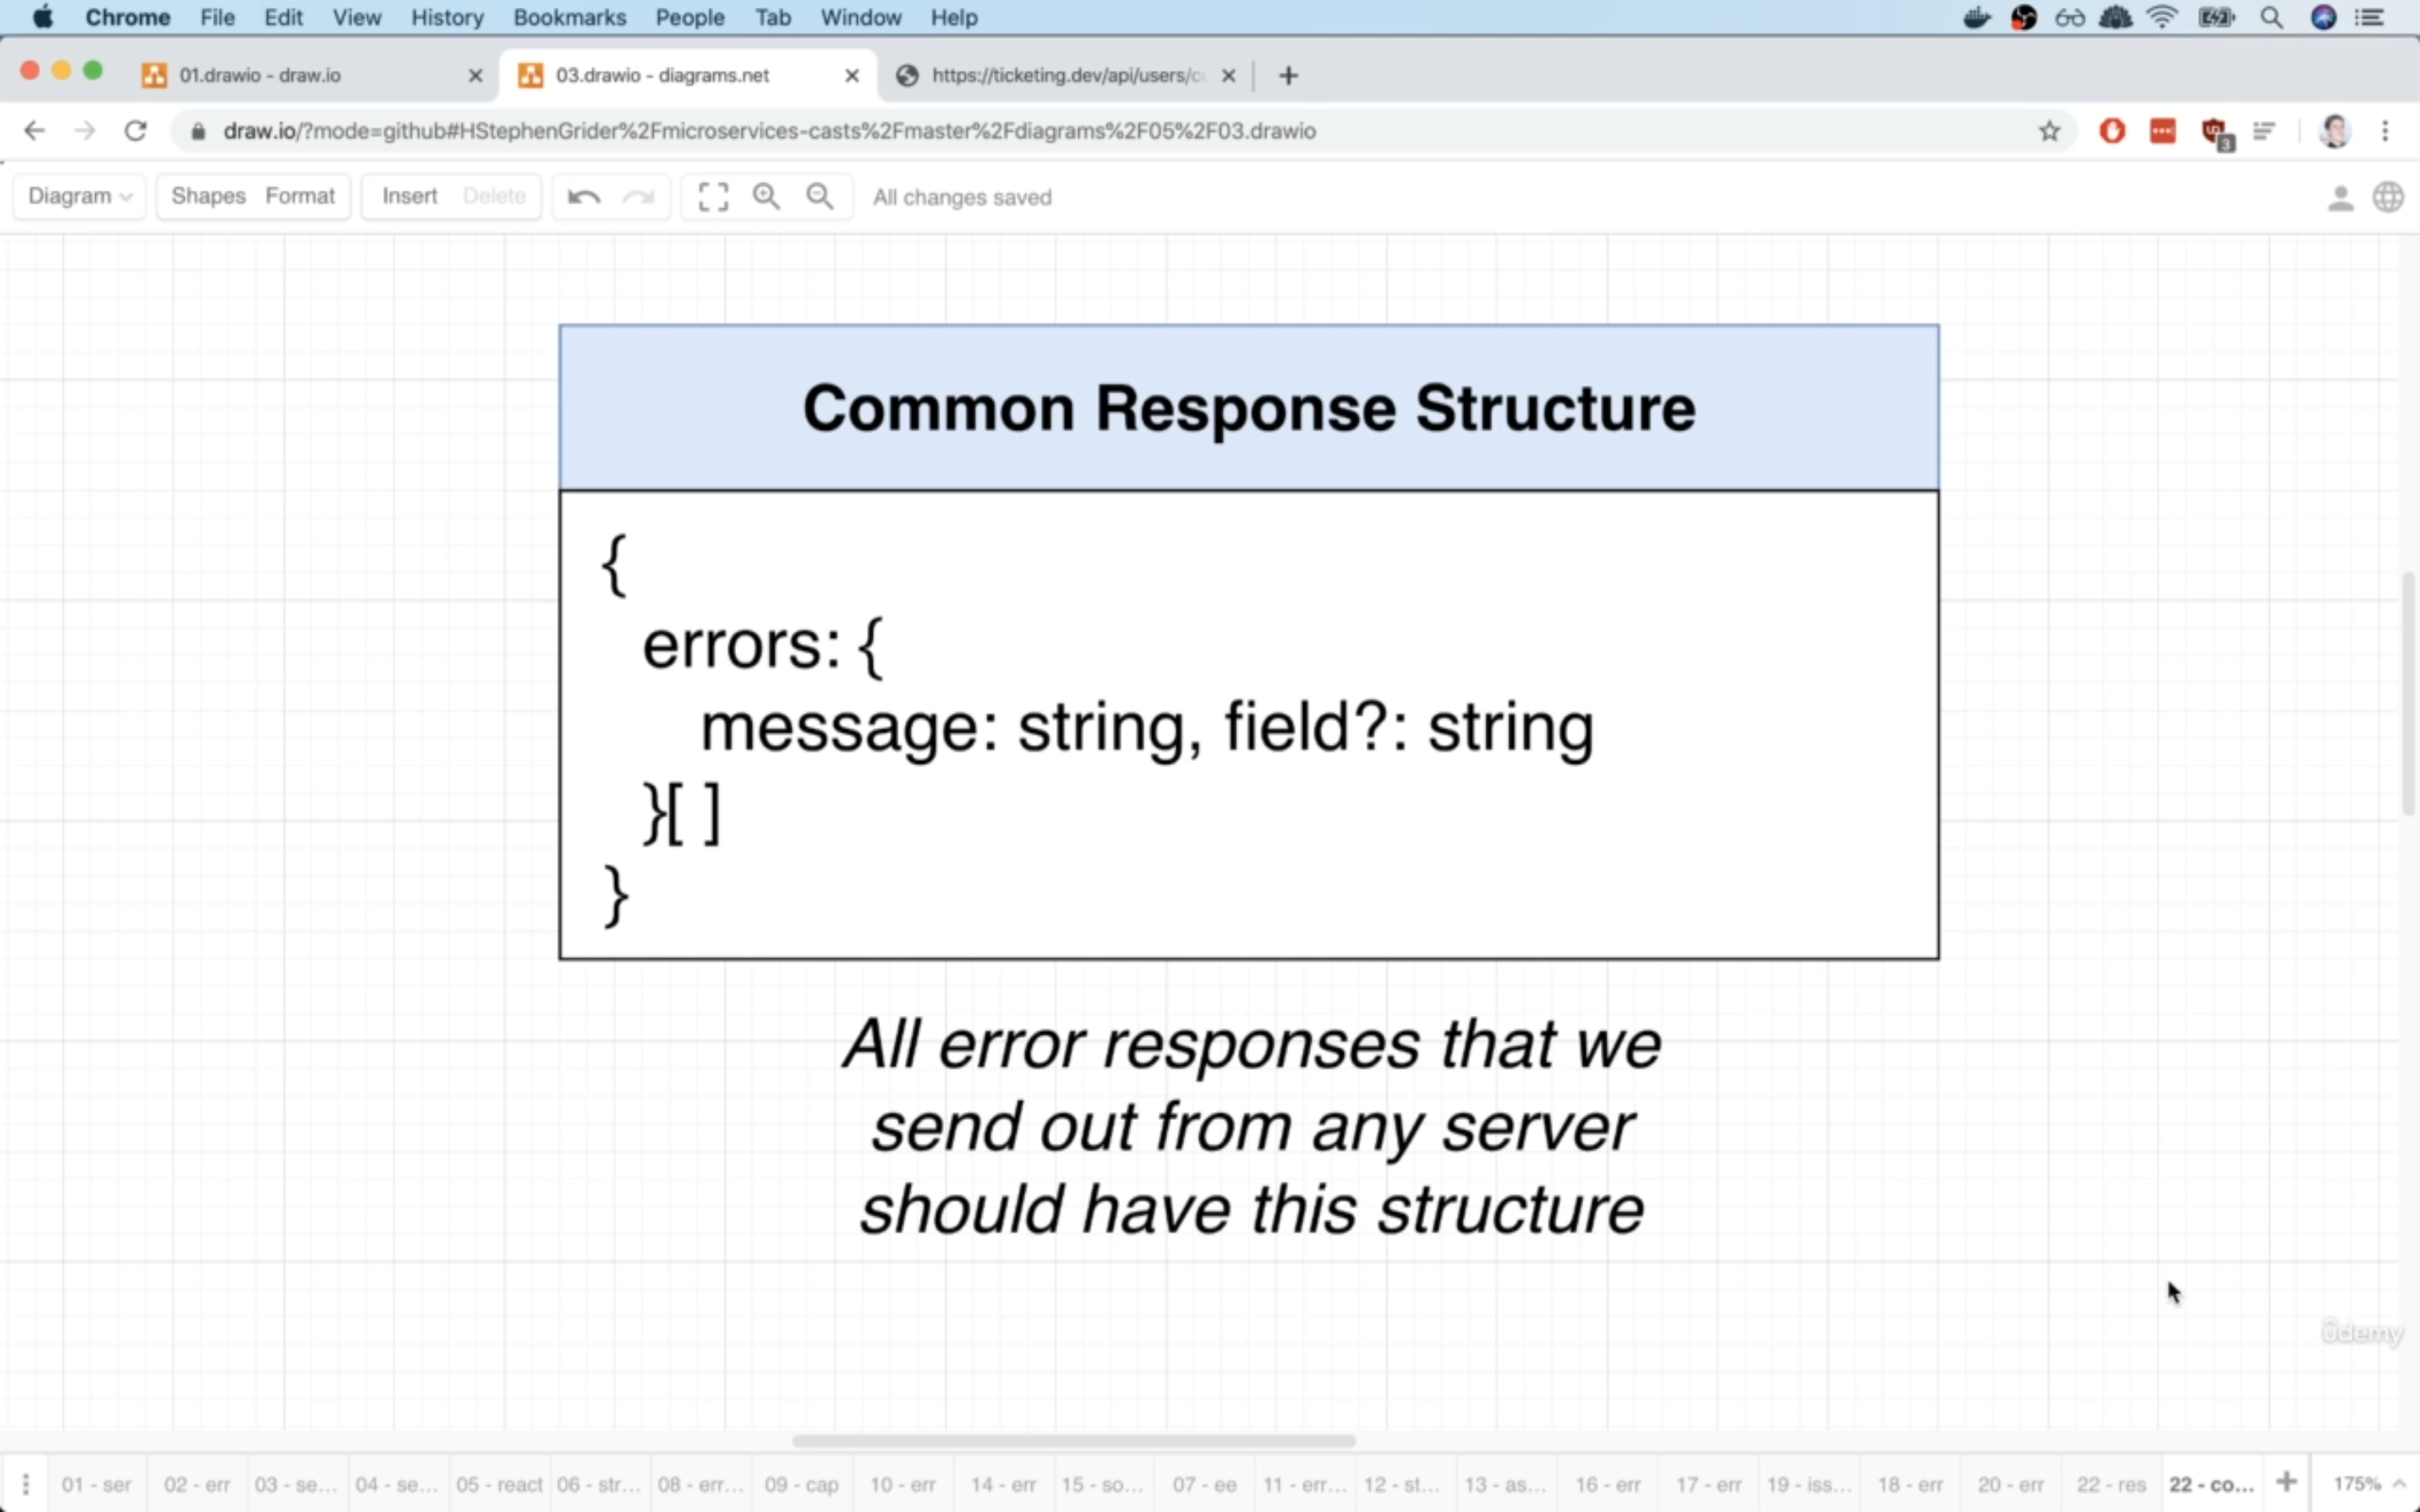 Chrome File Edit View History Bookmarks People Tab Window Help
01.drawio - draw.io
03.drawio - diagrams.net
https://ticketing.dev/api/users/c
draw.io/?mode=github#HStephenGrider%2Fmicroservices-casts%2Fmaster%2Fdiagrams%2F05%2F03.drawio
3
Diagram Shapes Format Insert Delete All changes saved
Common Response Structure
{
errors: {
message: string, field?: string
}[ ]
}
All error responses that we
send out from any server
should have this structure
ûdemy
01 - ser 02 - err 03 - se... 04 - se... 05 - react 06 - str... 08 - err... 09 - cap 10 - err 14 - err 15 - so... 07 - ee 11 - err... 12 - st... 13 - as... 16 - err 17 - err 19 - iss... 18 - err 20 - err 22 - res 22 - co... 175%